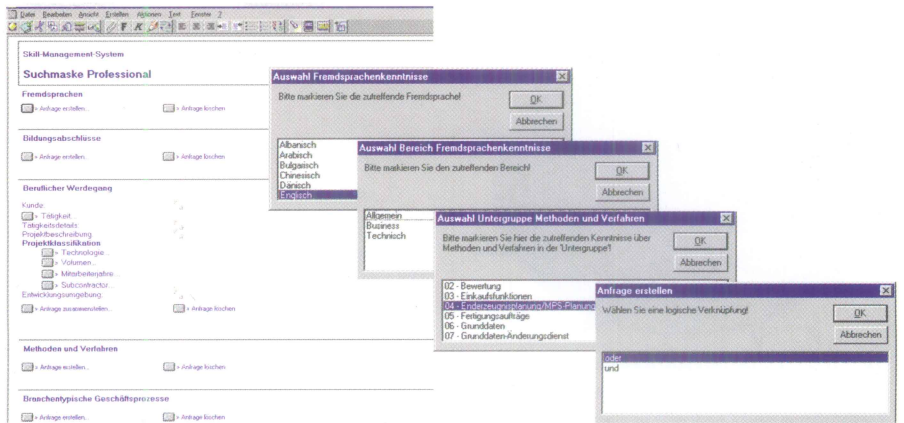 Datei Bearbeiten Ansicht Erstellen Aktionen Text Fenster ?
Skill-Management-System
Suchmaske Professional
Fremdsprachen
> Anfrage erstellen... > Anfrage löschen
Bildungsabschlüsse
> Anfrage erstellen... > Anfrage löschen
Beruflicher Werdegang
Kunde:
> Tätigkeit...
Tätigkeitsdetails:
Projektbeschreibung:
Projektklassifikation
> Technologie...
> Volumen...
> Mitarbeiterjahre...
> Subcontractor...
Entwicklungsumgebung:
> Anfrage zusammenstellen... > Anfrage löschen
Methoden und Verfahren
> Anfrage erstellen... > Anfrage löschen
Branchentypische Geschäftsprozesse
> Anfrage erstellen... > Anfrage löschen
Auswahl Fremdsprachenkenntnisse
Bitte markieren Sie die zutreffende Fremdsprache!
OK
Abbrechen
Albanisch
Arabisch
Bulgarisch
Chinesisch
Dänisch
Englisch
Auswahl Bereich Fremdsprachenkenntnisse
Bitte markieren Sie den zutreffenden Bereich!
OK
Abbrechen
Allgemein
Business
Technisch
Auswahl Untergruppe Methoden und Verfahren
Bitte markieren Sie hier die zutreffenden Kenntnisse über
Methoden und Verfahren in der 'Untergruppe'!
OK
Abbrechen
02 - Bewertung
03 - Einkaufsfunktionen
04 - Enderzeugnisplanung/MPS-Planung
05 - Fertigungsaufträge
06 - Grunddaten
07 - Grunddaten-Änderungsdienst
Anfrage erstellen
Wählen Sie eine logische Verknüpfung!
OK
Abbrechen
oder
und